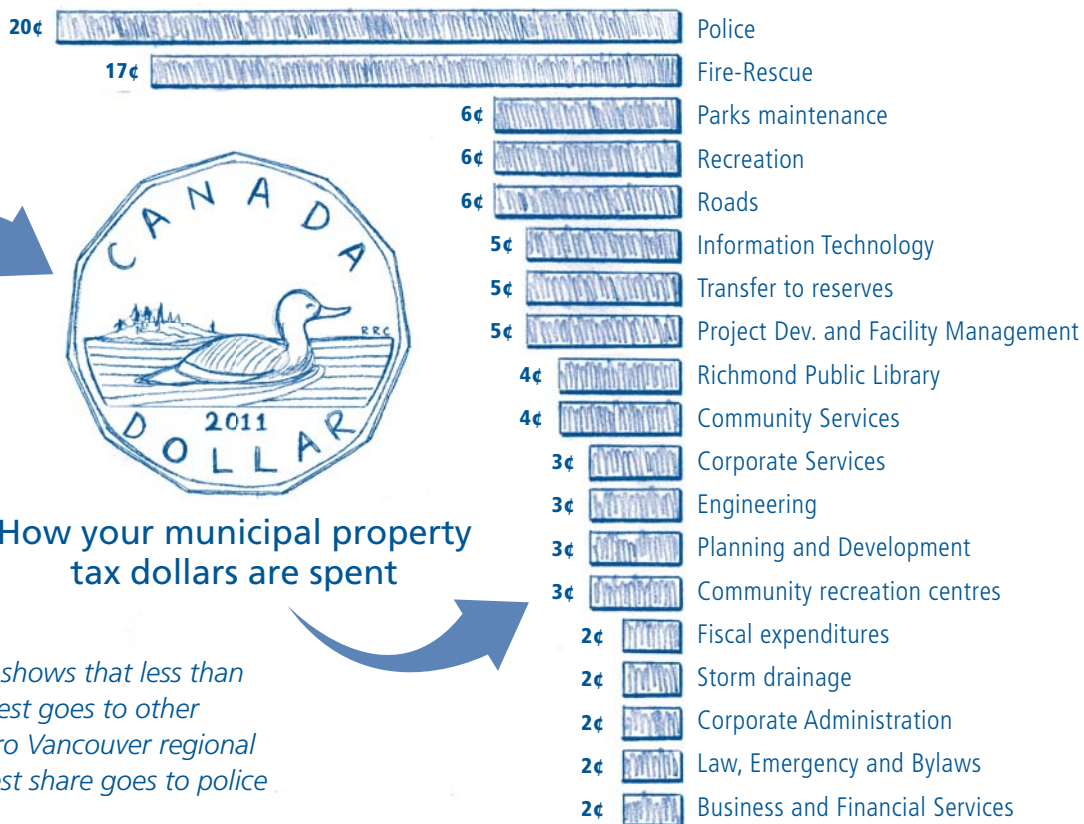 20¢ Police
17¢ Fire-Rescue
6¢ Parks maintenance
6¢ Recreation
6¢ Roads
5¢ Information Technology
5¢ Transfer to reserves
5¢ Project Dev. and Facility Management
4¢ Richmond Public Library
4¢ Community Services
3¢ Corporate Services
3¢ Engineering
3¢ Planning and Development
3¢ Community recreation centres
2¢ Fiscal expenditures
2¢ Storm drainage
2¢ Corporate Administration
2¢ Law, Emergency and Bylaws
2¢ Business and Financial Services
CANADA
RRC
2011
DOLLAR
How your municipal property
tax dollars are spent
shows that less than
est goes to other
ro Vancouver regional
st share goes to police